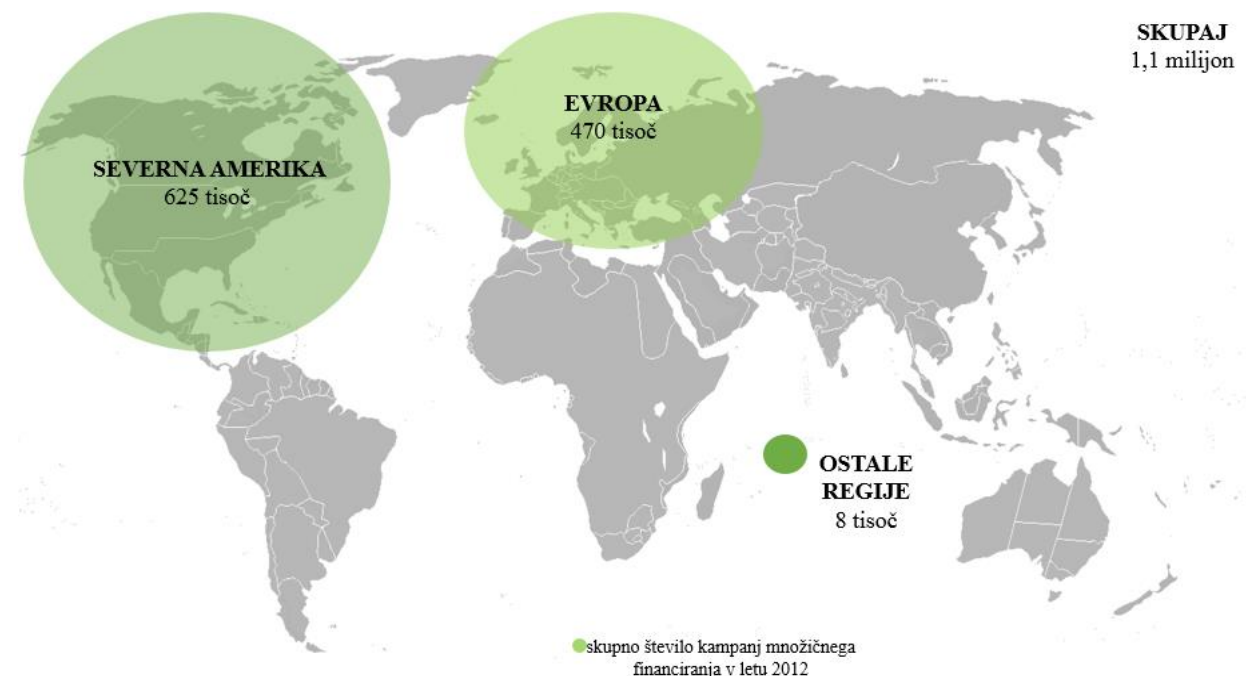 SKUPAJ
1,1 milijon
EVROPA
470 tisoč
SEVERNA AMERIKA
625 tisoč
OSTALE
REGIJE
8 tisoč
skupno število kampanj množičnega
financiranja v letu 2012